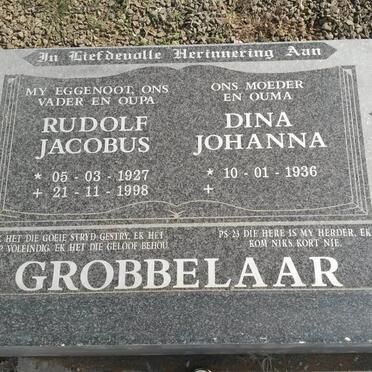 In Liefdevolle Herinnering Aan
MY EGGENOOT, ONS
VADER EN OUPA
RUDOLF
JACOBUS
* 05 - 03 - 1927
+ 21 - 11 - 1998
ONS MOEDER
EN OUMA
DINA
JOHANNA
* 10 - 01 - 1936
+
HET DIE GOEIE STRYD GESTRY, EK HET
VOLEINDIG, EK HET DIE GELOOF BEHOU
PS 23 DIE HERE IS MY HERDER, EK
KOM NIKS KORT NIE.
GROBBELAAR